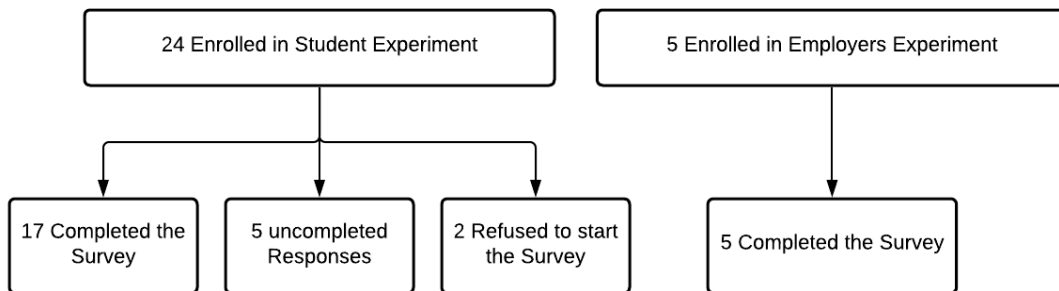 24 Enrolled in Student Experiment
5 Enrolled in Employers Experiment
17 Completed the
Survey
5 uncompleted
Responses
2 Refused to start
the Survey
5 Completed the Survey